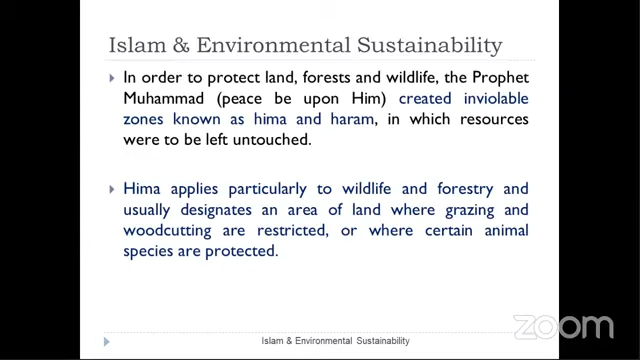 Islam & Environmental Sustainability
In order to protect land, forests and wildlife, the Prophet
Muhammad (peace be upon Him) created inviolable
zones known as hima and haram, in which resources
were to be left untouched.
Hima applies particularly to wildlife and forestry and
usually designates an area of land where grazing and
woodcutting are restricted, or where certain animal
species are protected.
Islam & Environmental Sustainability
zoom